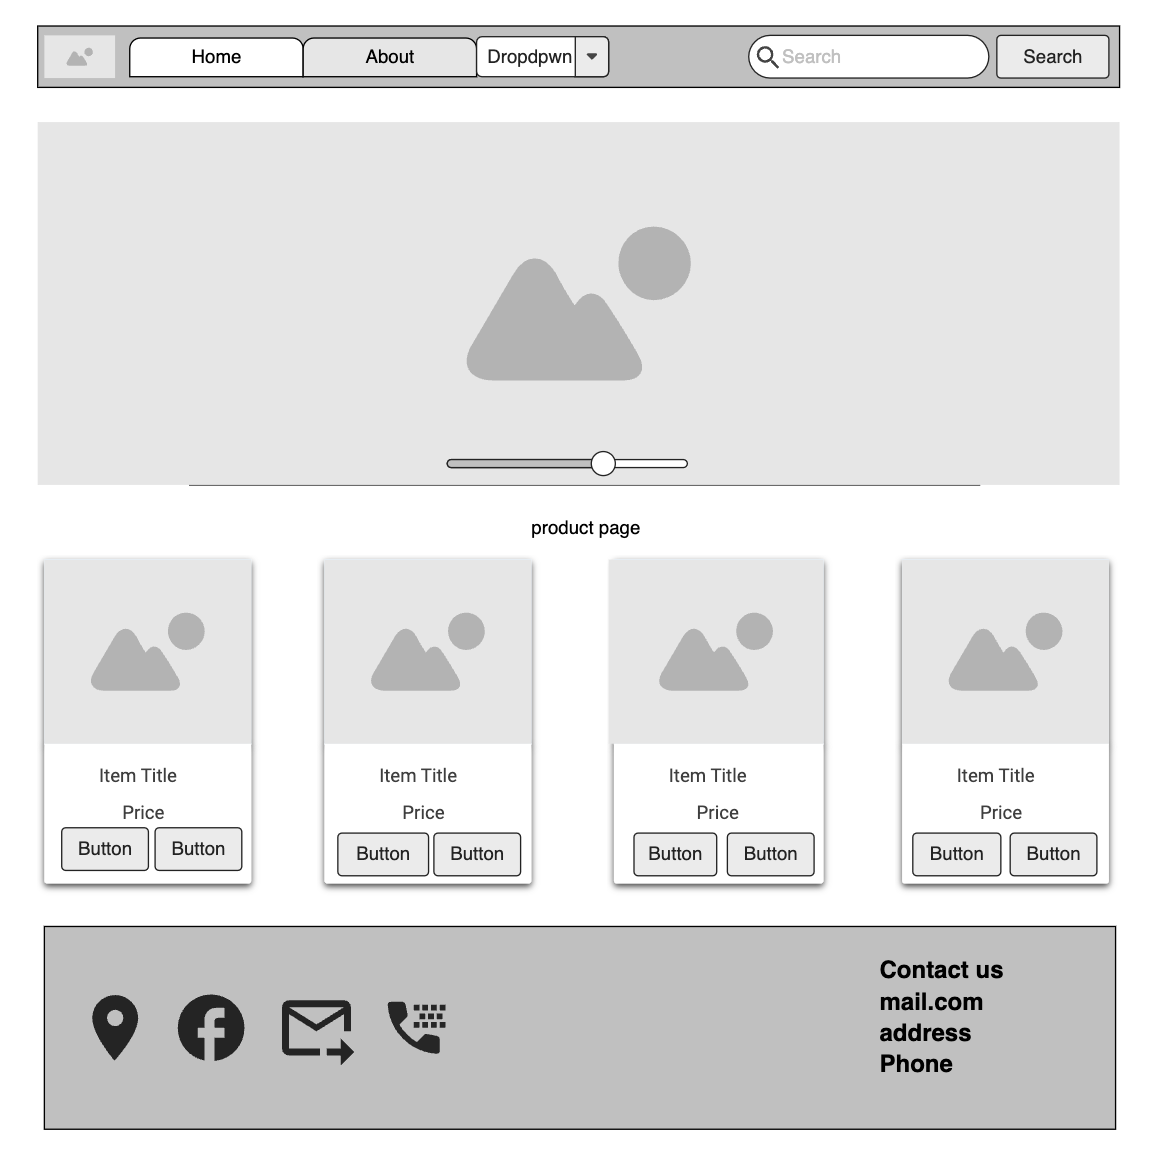 Home
About
Dropdpwn
Search
Search
product page
Item Title
Price
Button
Button
Item Title
Price
Button
Button
Item Title
Price
Button
Button
Item Title
Price
Button
Button
Contact us
mail.com
address
Phone